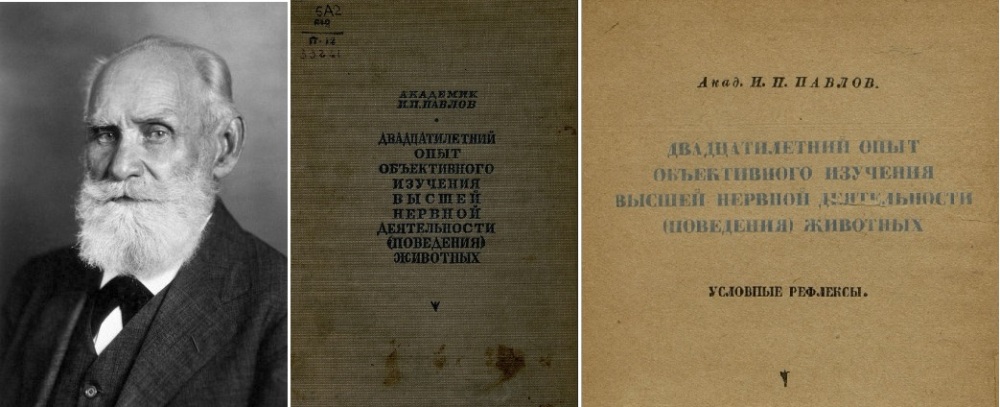 6А2
П-12
АКАДЕМИК
И.П.ПАВЛОВ
ДВАДЦАТИЛЕТНИЙ
ОПЫТ
ОБЪЕКТИВНОГО
ИЗУЧЕНИЯ
ВЫСШЕЙ
НЕРВНОЙ
ДЕЯТЕЛЬНОСТИ
(ПОВЕДЕНИЯ)
ЖИВОТНЫХ
Акад. И. П. ПАВЛОВ.
ДВАДЦАТИЛЕТНИЙ ОПЫТ
ОБЪЕКТИВНОГО ИЗУЧЕНИЯ
ВЫСШЕЙ НЕРВНОЙ ДЕЯТЕЛЬНОСТИ
(ПОВЕДЕНИЯ) ЖИВОТНЫХ
УСЛОВНЫЕ РЕФЛЕКСЫ.